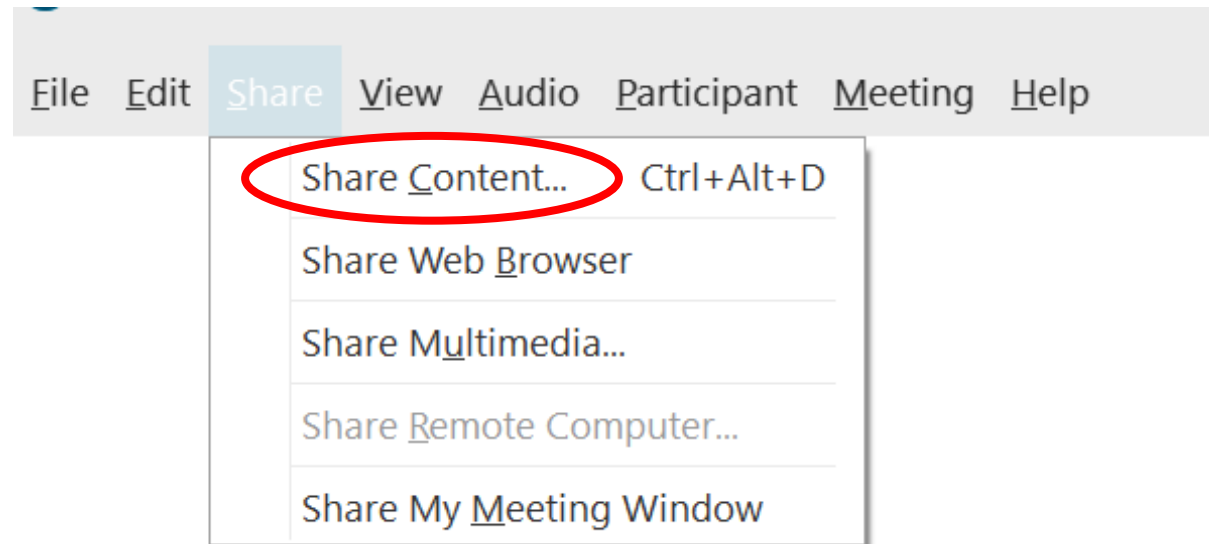 File Edit Share View Audio Participant Meeting Help
Share Content... Ctrl+Alt+D
Share Web Browser
Share Multimedia...
Share Remote Computer...
Share My Meeting Window